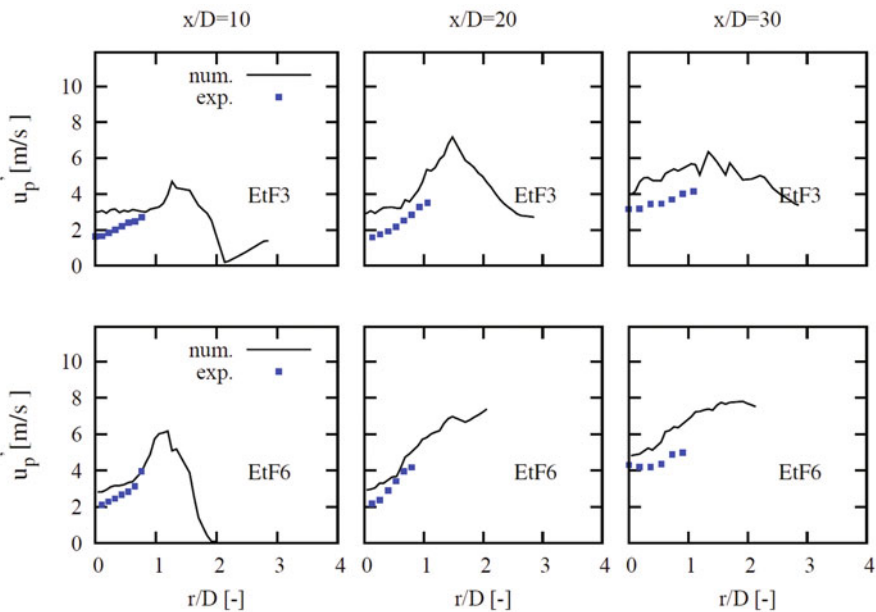 x/D=10 x/D=20 x/D=30
10
8
6
4
2
0
u'p [m/s]
num.
exp.
EtF3
EtF3
EtF3
10
8
6
4
2
0
u'p [m/s]
num.
exp.
EtF6
EtF6
EtF6
0 1 2 3 4 0 1 2 3 4 0 1 2 3 4
r/D [-] r/D [-] r/D [-]